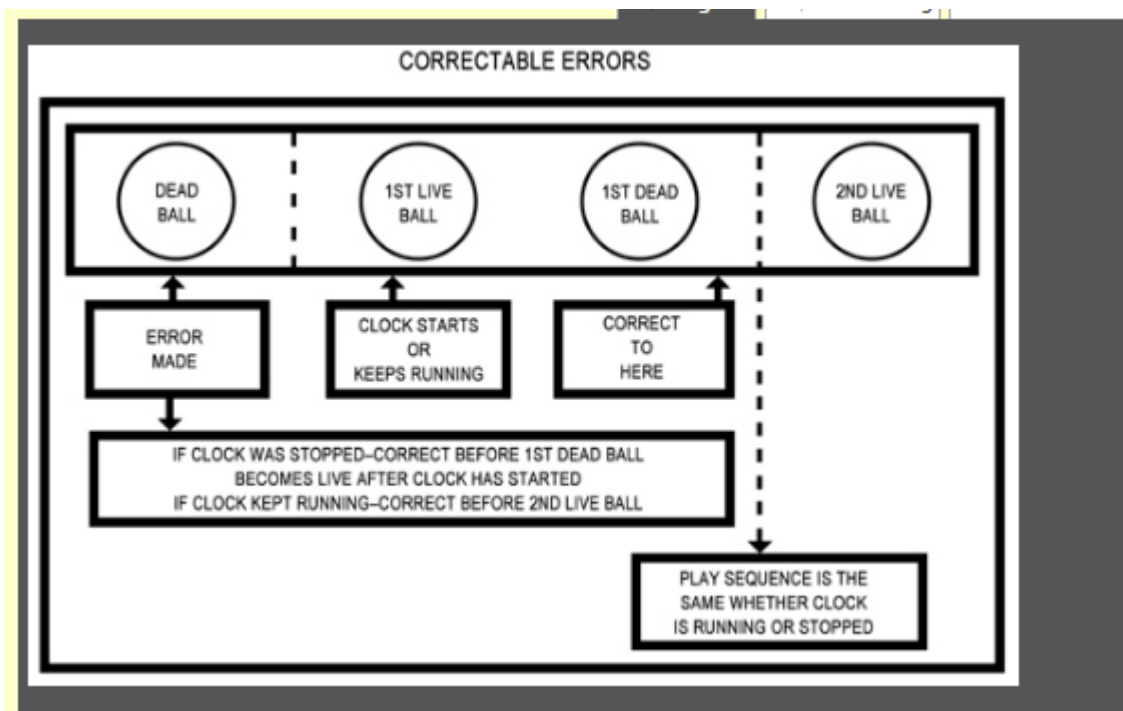 CORRECTABLE ERRORS
DEAD
BALL
1ST LIVE
BALL
1ST DEAD
BALL
2ND LIVE
BALL
ERROR
MADE
CLOCK STARTS
OR
KEEPS RUNNING
CORRECT
TO
HERE
IF CLOCK WAS STOPPED–CORRECT BEFORE 1ST DEAD BALL
BECOMES LIVE AFTER CLOCK HAS STARTED
IF CLOCK KEPT RUNNING–CORRECT BEFORE 2ND LIVE BALL
PLAY SEQUENCE IS THE
SAME WHETHER CLOCK
IS RUNNING OR STOPPED